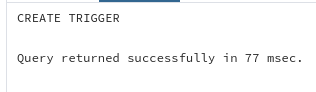 CREATE TRIGGER
Query returned successfully in 77 msec.